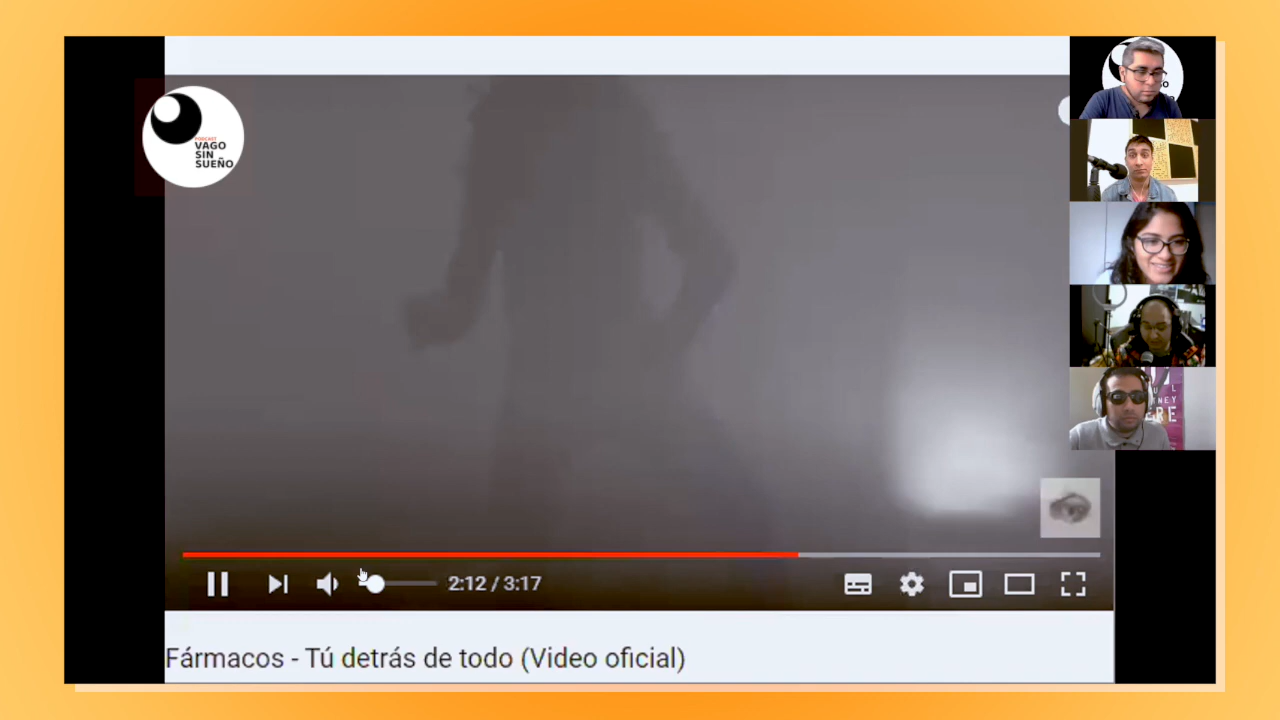 PODCAST
VAGO
SIN
SUEÑO
2:12 / 3:17
Fármacos - Tú detrás de todo (Video oficial)